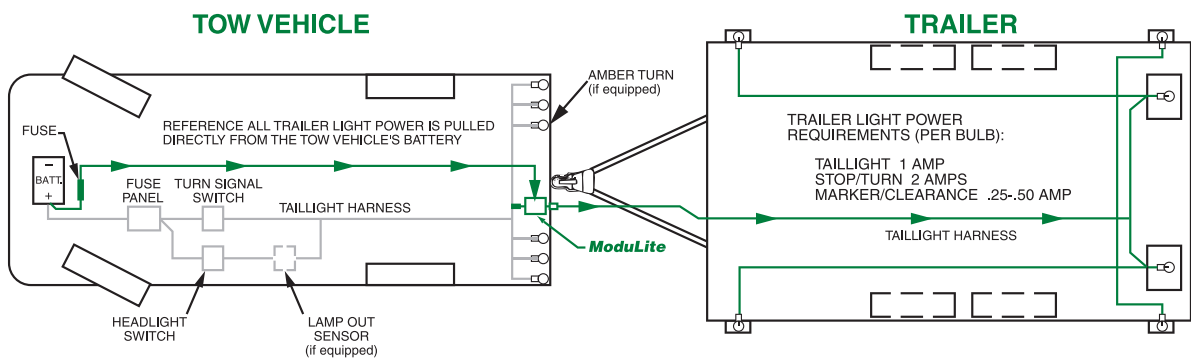 TOW VEHICLE
TRAILER
AMBER TURN
(if equipped)
FUSE
REFERENCE ALL TRAILER LIGHT POWER IS PULLED
DIRECTLY FROM THE TOW VEHICLE'S BATTERY
TRAILER LIGHT POWER
REQUIREMENTS (PER BULB):
TAILLIGHT 1 AMP
STOP/TURN 2 AMPS
MARKER/CLEARANCE .25-.50 AMP
-
BATT.
+
FUSE
PANEL
TURN SIGNAL
SWITCH
TAILLIGHT HARNESS
TAILLIGHT HARNESS
ModuLite
HEADLIGHT
SWITCH
LAMP OUT
SENSOR
(if equipped)